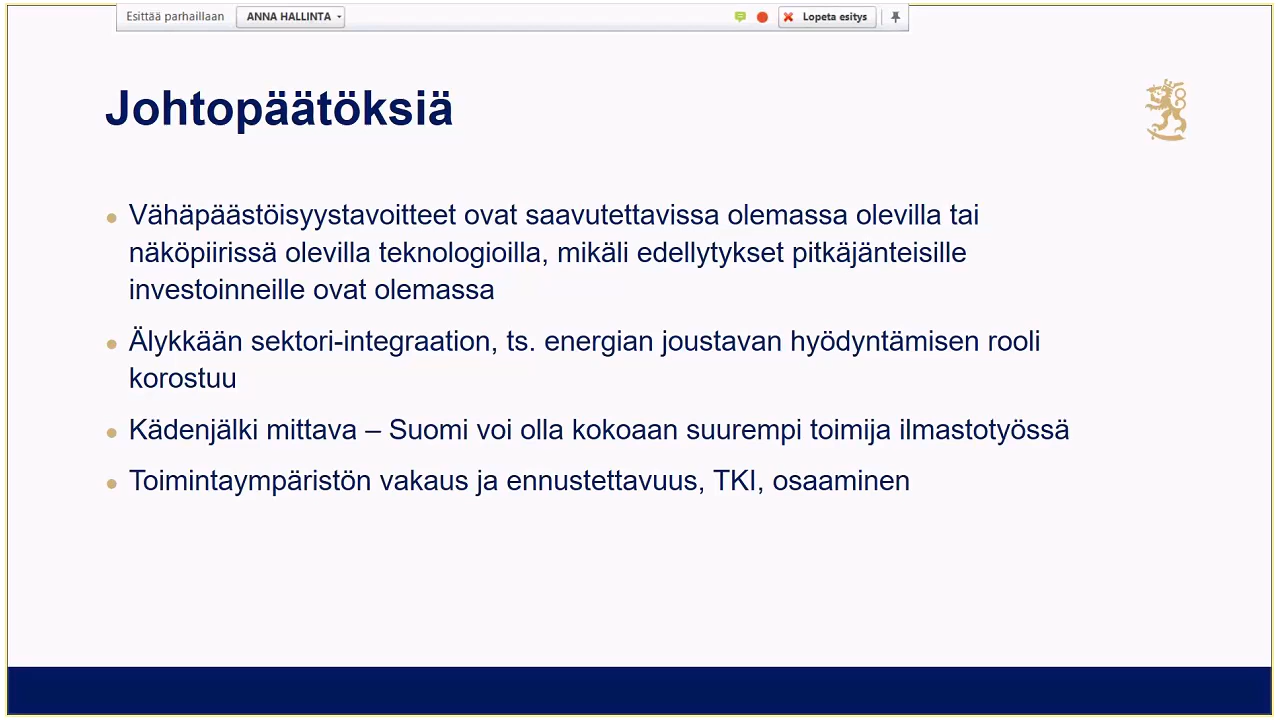 Esittää parhaillaan ANNA HALLINTA Lopeta esitys
Johtopäätöksiä
Vähäpäästöisyystavoitteet ovat saavutettavissa olemassa olevilla tai
näköpiirissä olevilla teknologioilla, mikäli edellytykset pitkäjänteisille
investoinneille ovat olemassa
Älykkään sektori-integraation, ts. energian joustavan hyödyntämisen rooli
korostuu
Kädenjälki mittava – Suomi voi olla kokoaan suurempi toimija ilmastotyössä
Toimintaympäristön vakaus ja ennustettavuus, TKI, osaaminen